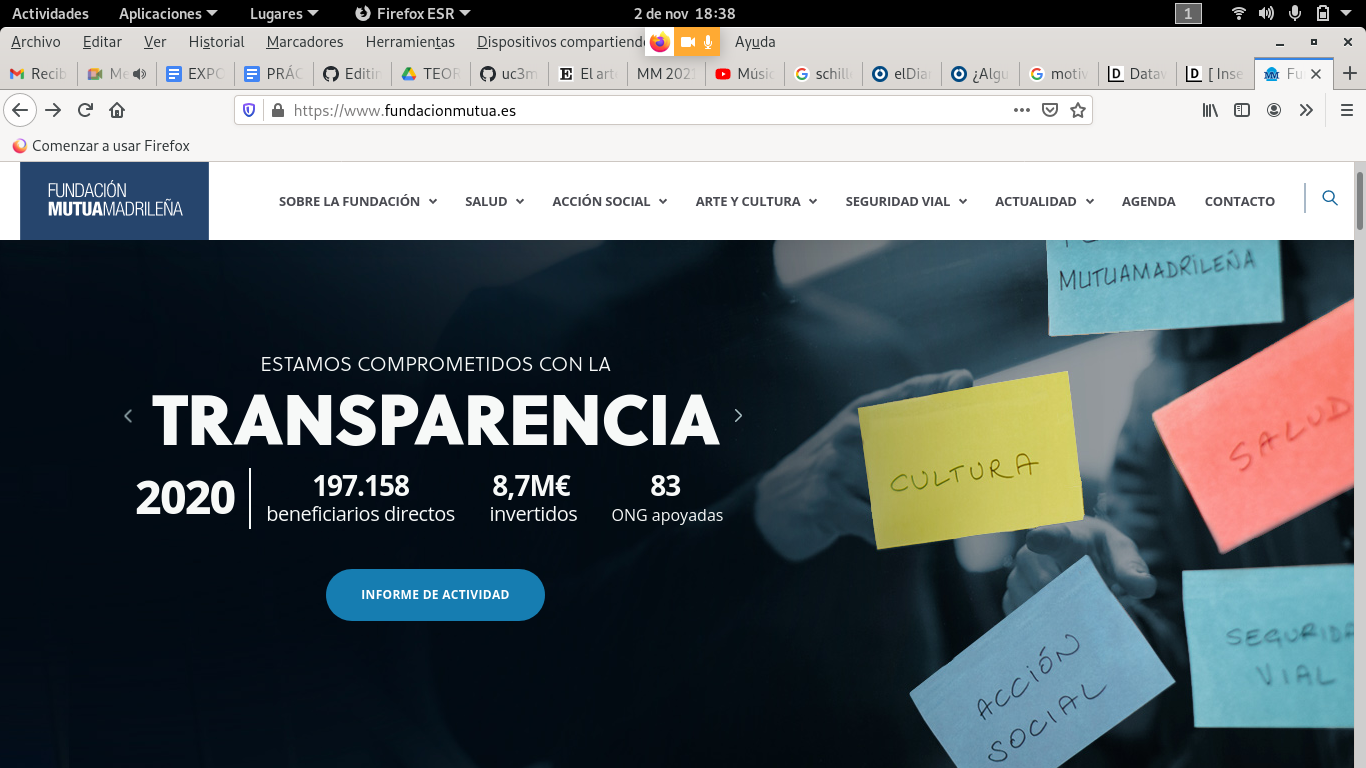 Actividades Aplicaciones Lugares Firefox ESR 2 de nov 18:38 1
Archivo Editar Ver Historial Marcadores Herramientas Dispositivos compartiendo Ayuda
Recib Me EXPO PRÁC Editin TEOR uc3m El arte MM 2021 Músic schille elDiar ¿Algu motiv Dataw [ Inse Fu
https://www.fundacionmutua.es
Comenzar a usar Firefox
FUNDACIÓN
MUTUAMADRILEÑA
SOBRE LA FUNDACIÓN SALUD ACCIÓN SOCIAL ARTE Y CULTURA SEGURIDAD VIAL ACTUALIDAD AGENDA CONTACTO
MUTUAMADRILEÑA
ESTAMOS COMPROMETIDOS CON LA
TRANSPARENCIA
2020
197.158
beneficiarios directos
8,7M€
invertidos
83
ONG apoyadas
INFORME DE ACTIVIDAD
CULTURA
SALUD
ACCIÓN
SOCIAL
SEGURIDA
VIAL